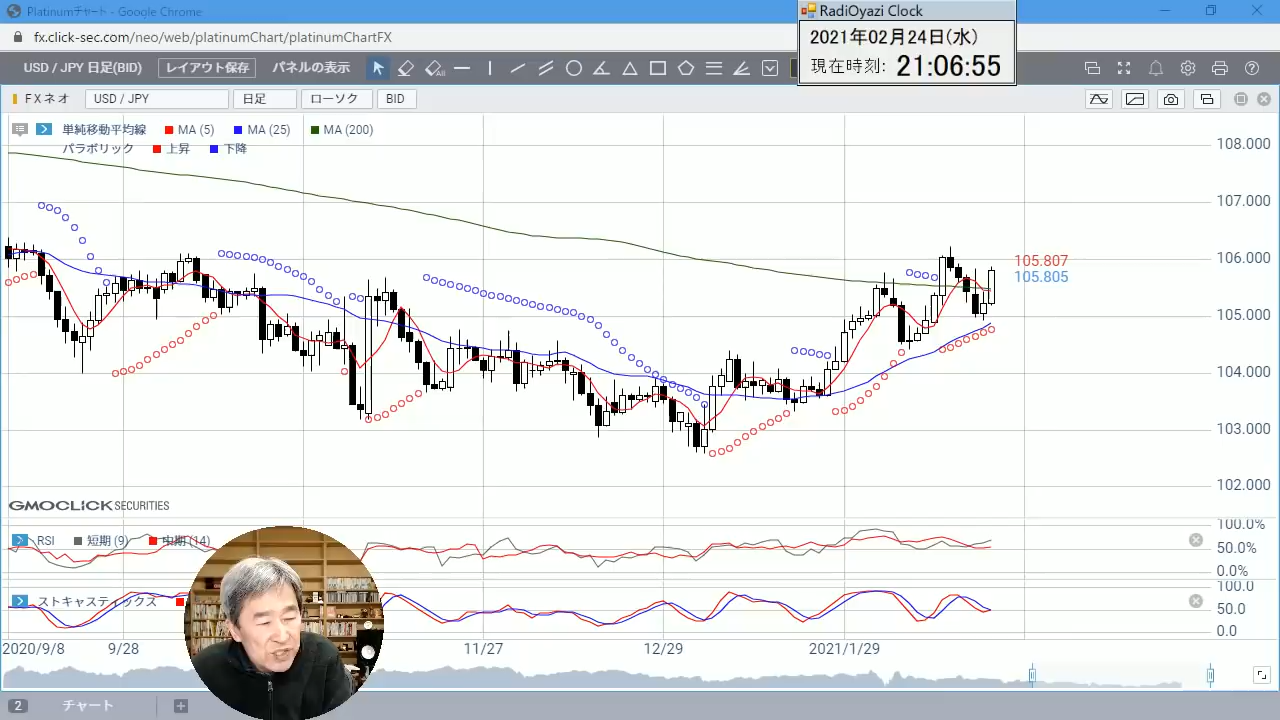 Platinumチャート - Google Chrome
RadiOyazi Clock
fx.click-sec.com/neo/web/platinumChart/platinumChartFX
2021年02月24日(水)
現在時刻: 21:06:55
USD / JPY 日足(BID) レイアウト保存 パネルの表示 All
FXネオ USD / JPY 日足 ローソク BID
単純移動平均線 MA (5) MA (25) MA (200)
パラボリック 上昇 下降
108.000
107.000
106.000
105.807
105.805
105.000
104.000
103.000
102.000
GMOCLICK SECURITIES
RSI 短期 (9) 中期 (14)
100.0%
50.0%
0.0%
ストキャスティックス
100.0
50.0
0.0
2020/9/8 9/28 11/27 12/29 2021/1/29
2 チャート